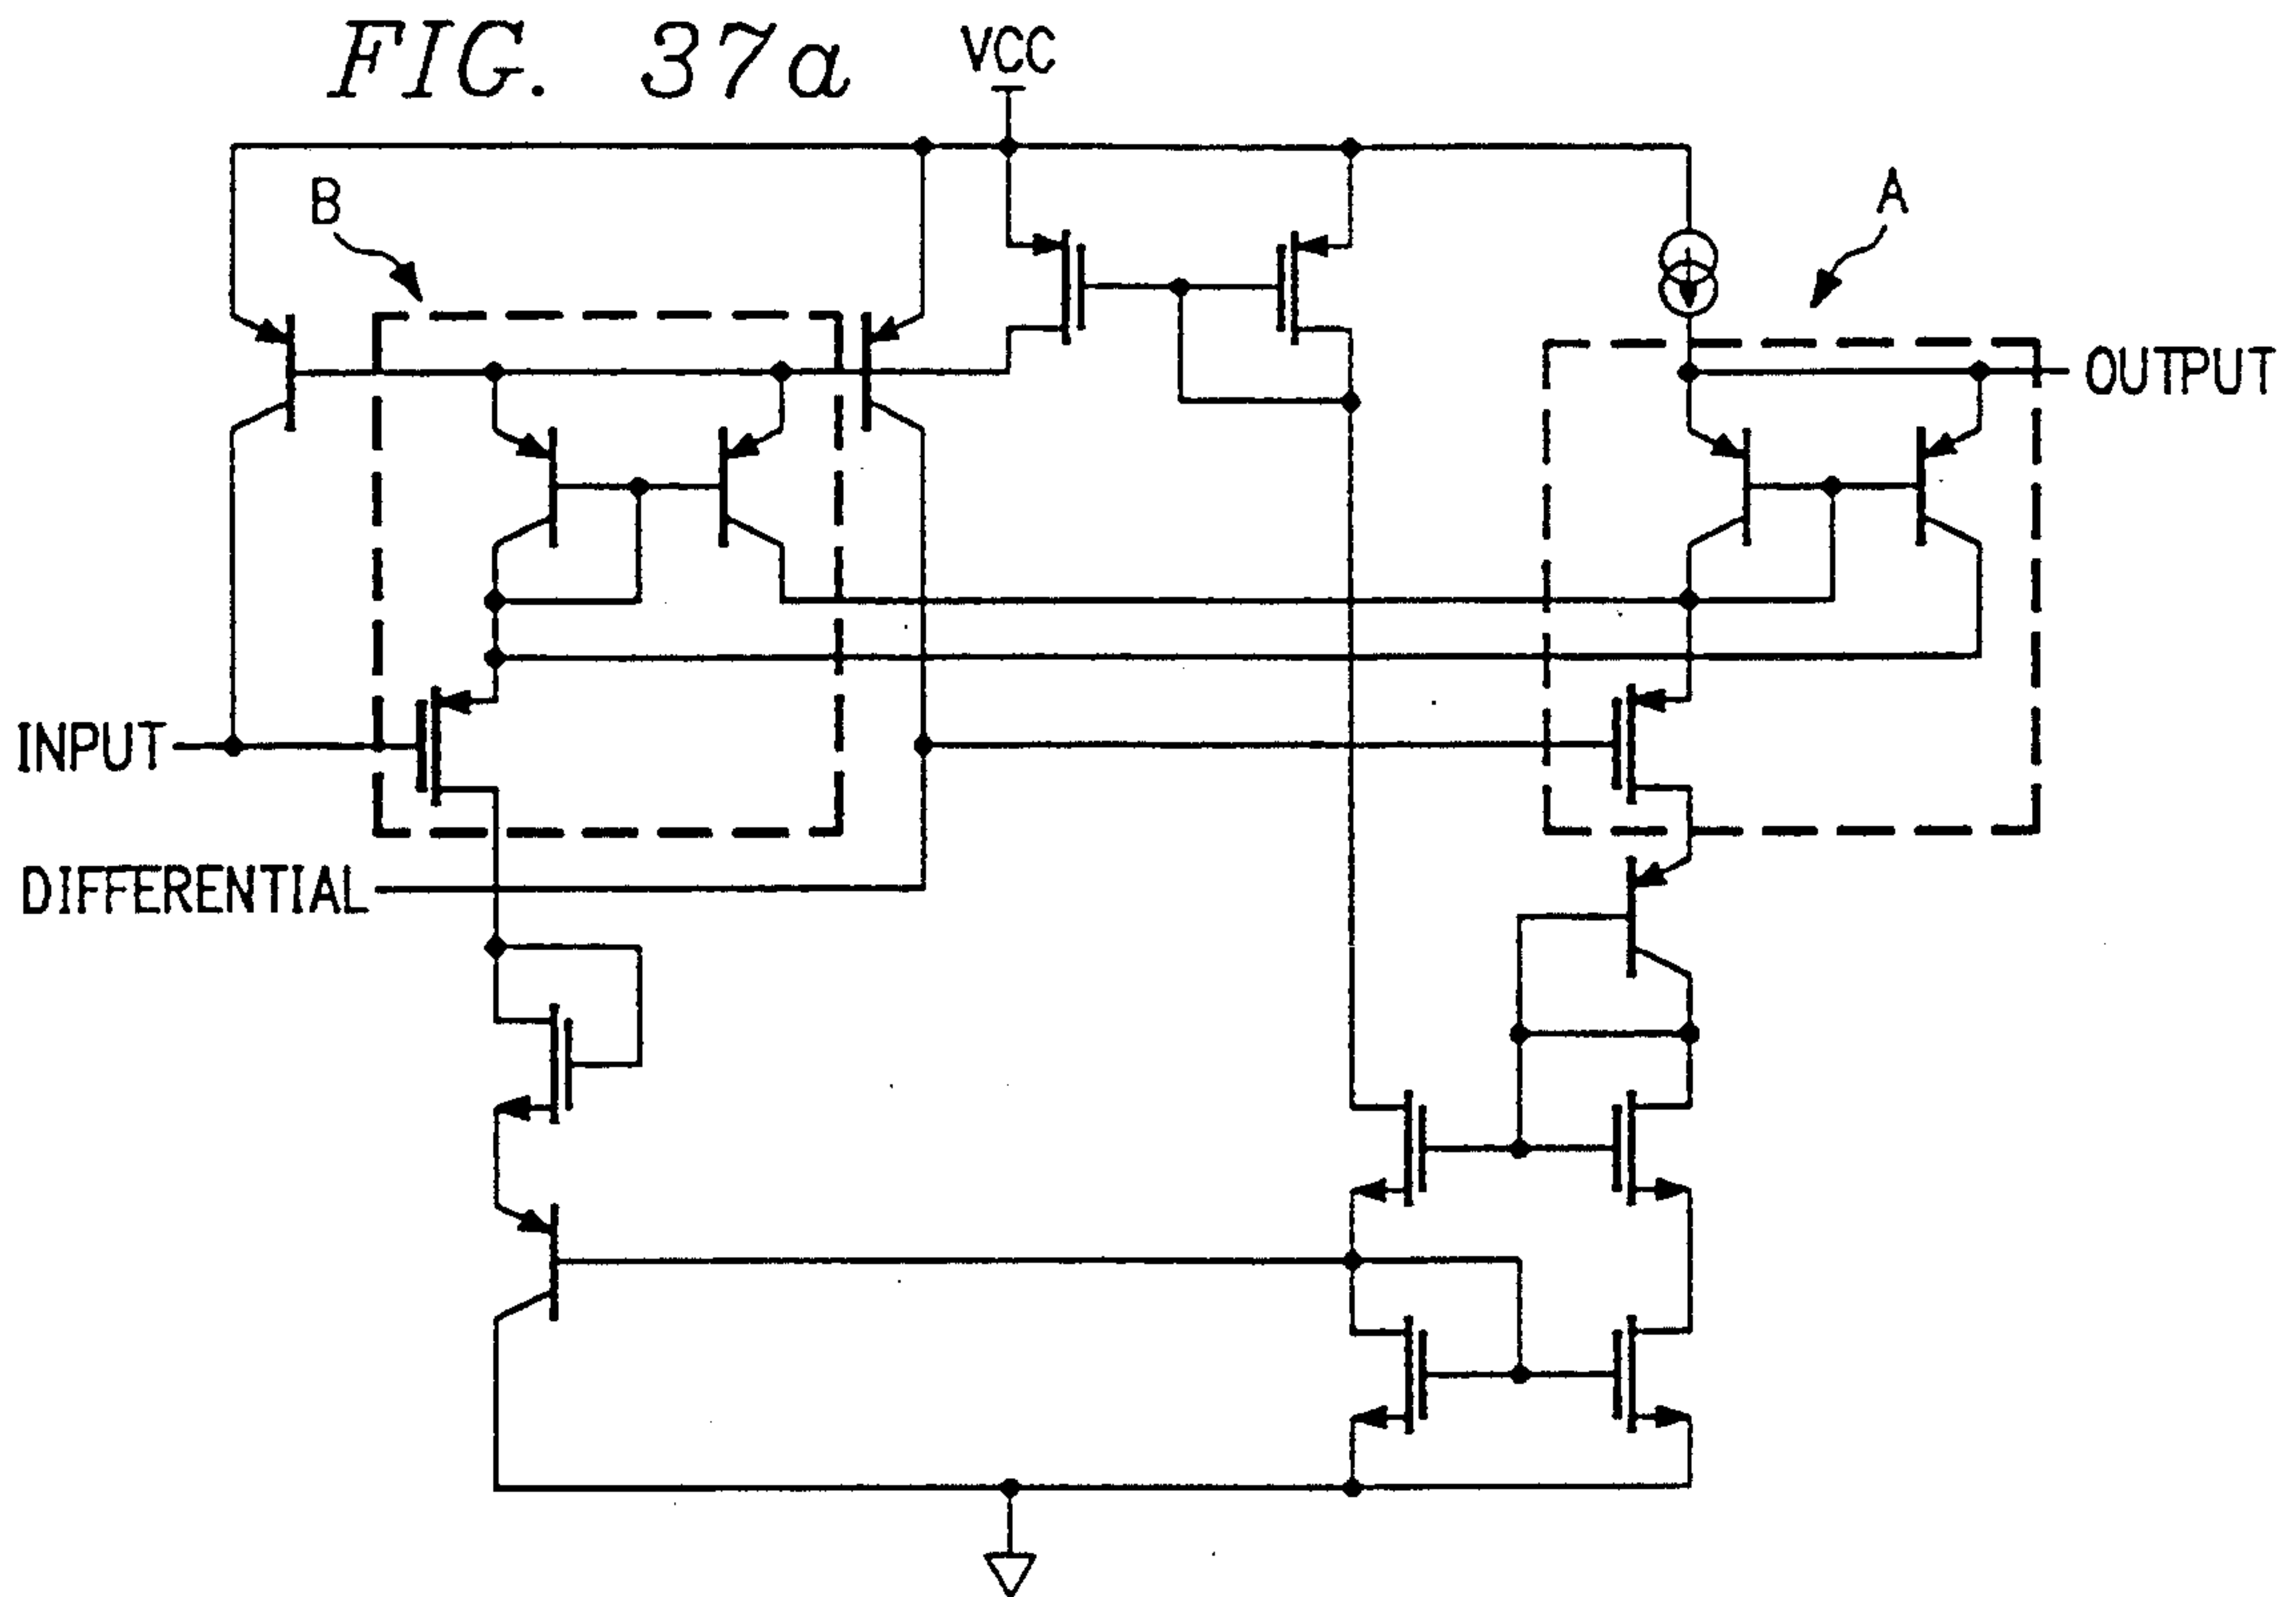 FIG. 37a
VCC
B
A
OUTPUT
INPUT
DIFFERENTIAL